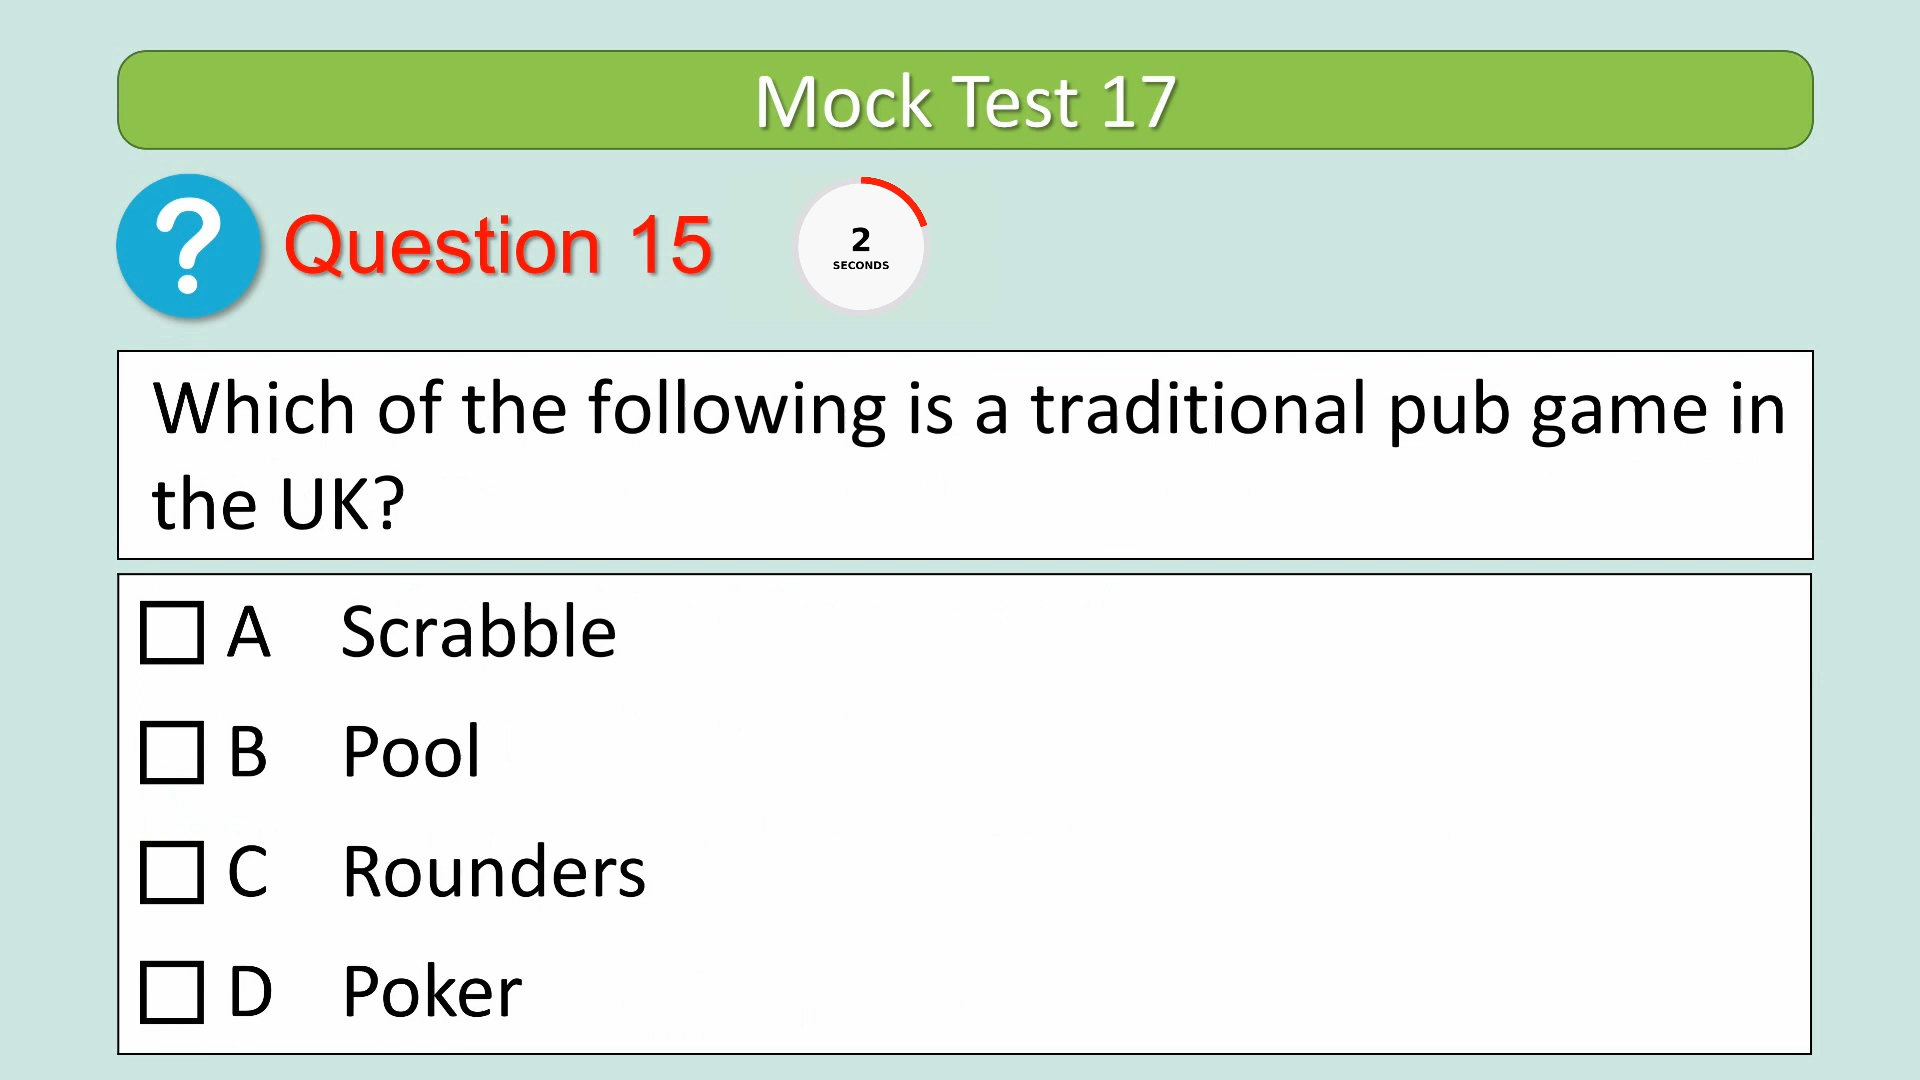 Mock Test 17
?
Question 15
2
SECONDS
Which of the following is a traditional pub game in
the UK?
A Scrabble
B Pool
C Rounders
D Poker